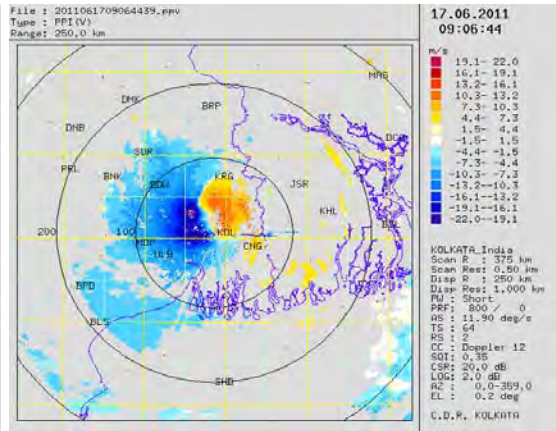 File : 2011061709064439.ppv
Type : PPI(V)
Range: 250.0 km
17.06.2011
09:06:44
m/s
19.1- 22.0
16.1- 19.1
13.2- 16.1
10.3- 13.2
7.3- 10.3
4.4- 7.3
1.5- 4.4
-1.5- 1.5
-4.4- -1.5
-7.3- -4.4
-10.3- -7.3
-13.2--10.3
-16.1--13.2
-19.1--16.1
-22.0--19.1
MAG
DMK
BRP
DNB
SUR
PRL
BNK
BDW
KRG
JSR
KHL
200
100
KOL
MDP
CNG
ULB
BPD
BLS
SHD
KOLKATA_India
Scan R : 375 km
Scan Res: 0.50 km
Disp R : 250 km
Disp Res: 1.000 km
PW : Short
PRF: 800 / 0
AS : 11.90 deg/s
TS : 64
RS : 2
CC : Doppler 12
SQI: 0.35
CSR: 20.0 dB
LOG: 2.0 dB
AZ : 0.0-359.0
EL : 0.2 deg
C.D.R. KOLKATA